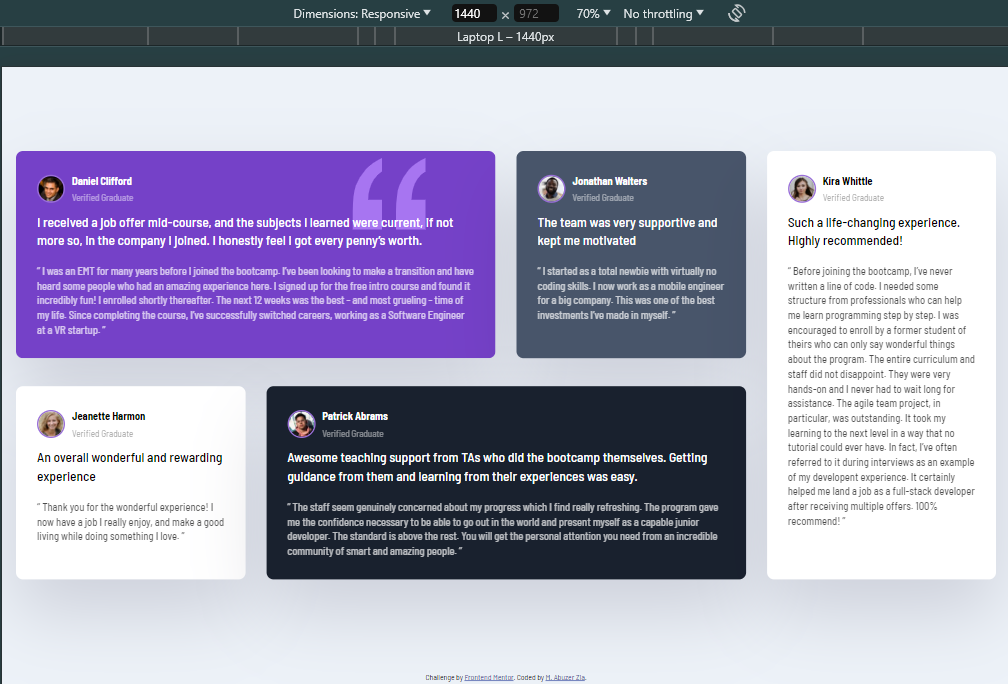 Dimensions: Responsive ▼ 1440 × 972 70% ▼ No throttling ▼
Laptop L – 1440px
“
Daniel Clifford
Verified Graduate
I received a job offer mid-course, and the subjects I learned were current, if not
more so, in the company I joined. I honestly feel I got every penny’s worth.
“ I was an EMT for many years before I joined the bootcamp. I’ve been looking to make a transition and have
heard some people who had an amazing experience here. I signed up for the free intro course and found it
incredibly fun! I enrolled shortly thereafter. The next 12 weeks was the best - and most grueling - time of
my life. Since completing the course, I’ve successfully switched careers, working as a Software Engineer
at a VR startup. ”
Jonathan Walters
Verified Graduate
The team was very supportive and
kept me motivated
“ I started as a total newbie with virtually no
coding skills. I now work as a mobile engineer
for a big company. This was one of the best
investments I’ve made in myself. ”
Kira Whittle
Verified Graduate
Such a life-changing experience.
Highly recommended!
“ Before joining the bootcamp, I’ve never
written a line of code. I needed some
structure from professionals who can help
me learn programming step by step. I was
encouraged to enroll by a former student of
theirs who can only say wonderful things
about the program. The entire curriculum and
staff did not disappoint. They were very
hands-on and I never had to wait long for
assistance. The agile team project, in
particular, was outstanding. It took my
learning to the next level in a way that no
tutorial could ever have. In fact, I’ve often
referred to it during interviews as an example
of my developent experience. It certainly
helped me land a job as a full-stack developer
after receiving multiple offers. 100%
recommend! ”
Jeanette Harmon
Verified Graduate
An overall wonderful and rewarding
experience
“ Thank you for the wonderful experience! I
now have a job I really enjoy, and make a good
living while doing something I love. ”
Patrick Abrams
Verified Graduate
Awesome teaching support from TAs who did the bootcamp themselves. Getting
guidance from them and learning from their experiences was easy.
“ The staff seem genuinely concerned about my progress which I find really refreshing. The program gave
me the confidence necessary to be able to go out in the world and present myself as a capable junior
developer. The standard is above the rest. You will get the personal attention you need from an incredible
community of smart and amazing people. ”
Challenge by Frontend Mentor. Coded by M. Abuzer Zia.